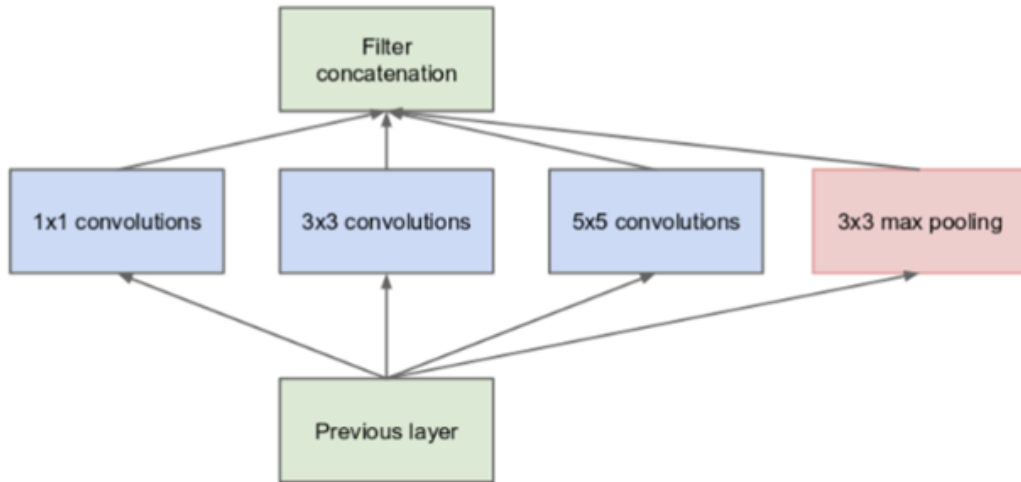 Filter
concatenation
1x1 convolutions
3x3 convolutions
5x5 convolutions
3x3 max pooling
Previous layer